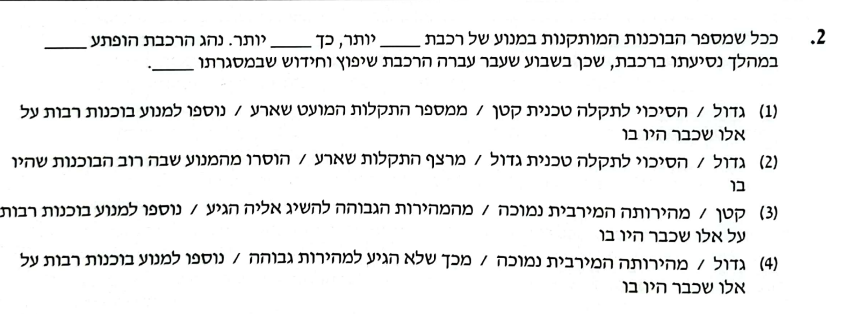 2. ככל שמספר הבוכנות המותקנות במנוע של רכבת ____ יותר, כך ____ יותר. נהג הרכבת הופתע ____
במהלך נסיעתו ברכבת, שכן בשבוע שעבר עברה הרכבת שיפוץ וחידוש שבמסגרתו ____.
(1) גדול / הסיכוי לתקלה טכנית קטן / ממספר התקלות המועט שארע / נוספו למנוע בוכנות רבות על
אלו שכבר היו בו
(2) גדול / הסיכוי לתקלה טכנית גדול / מרצף התקלות שארע / הוסרו מהמנוע שבה רוב הבוכנות שהיו
בו
(3) קטן / מהירותה המירבית נמוכה / מהמהירות הגבוהה להשיג אליה הגיע / נוספו למנוע בוכנות רבות
על אלו שכבר היו בו
(4) גדול / מהירותה המירבית נמוכה / מכך שלא הגיע למהירות גבוהה / נוספו למנוע בוכנות רבות על
אלו שכבר היו בו